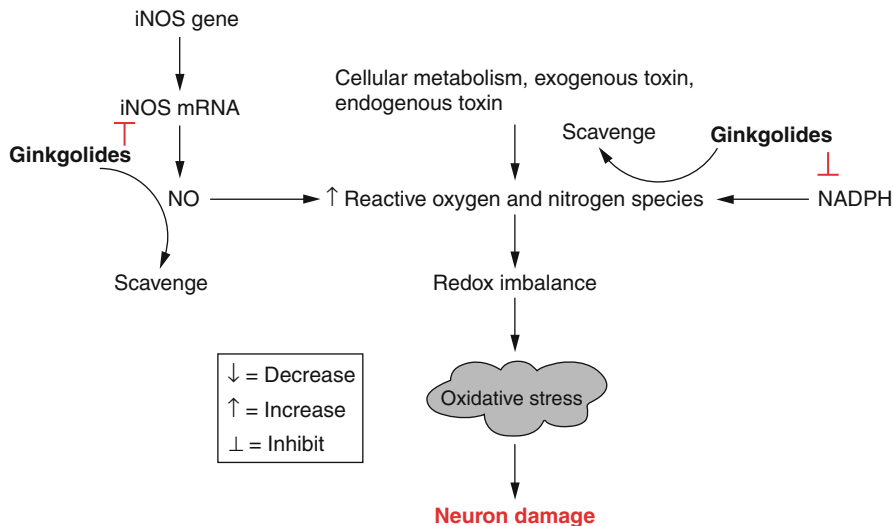 iNOS gene
iNOS mRNA
Ginkgolides
NO
Scavenge
Cellular metabolism, exogenous toxin,
endogenous toxin
Scavenge
Ginkgolides
↑ Reactive oxygen and nitrogen species
NADPH
Redox imbalance
Oxidative stress
Neuron damage
↓ = Decrease
↑ = Increase
⊥ = Inhibit